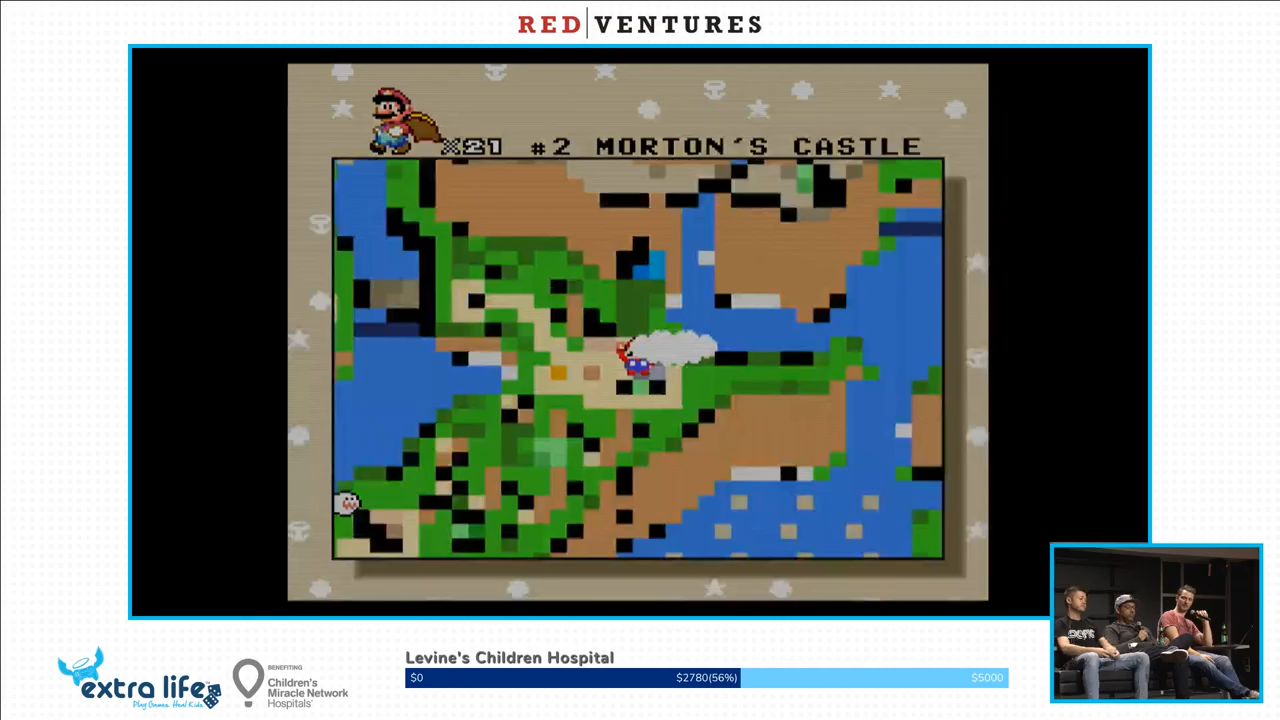 RED VENTURES
×21 #2 MORTON'S CASTLE
Levine's Children Hospital
$0 $2780(56%) $5000
extra life
Play Games. Heal Kids.
BENEFITING
Children's
Miracle Network
Hospitals